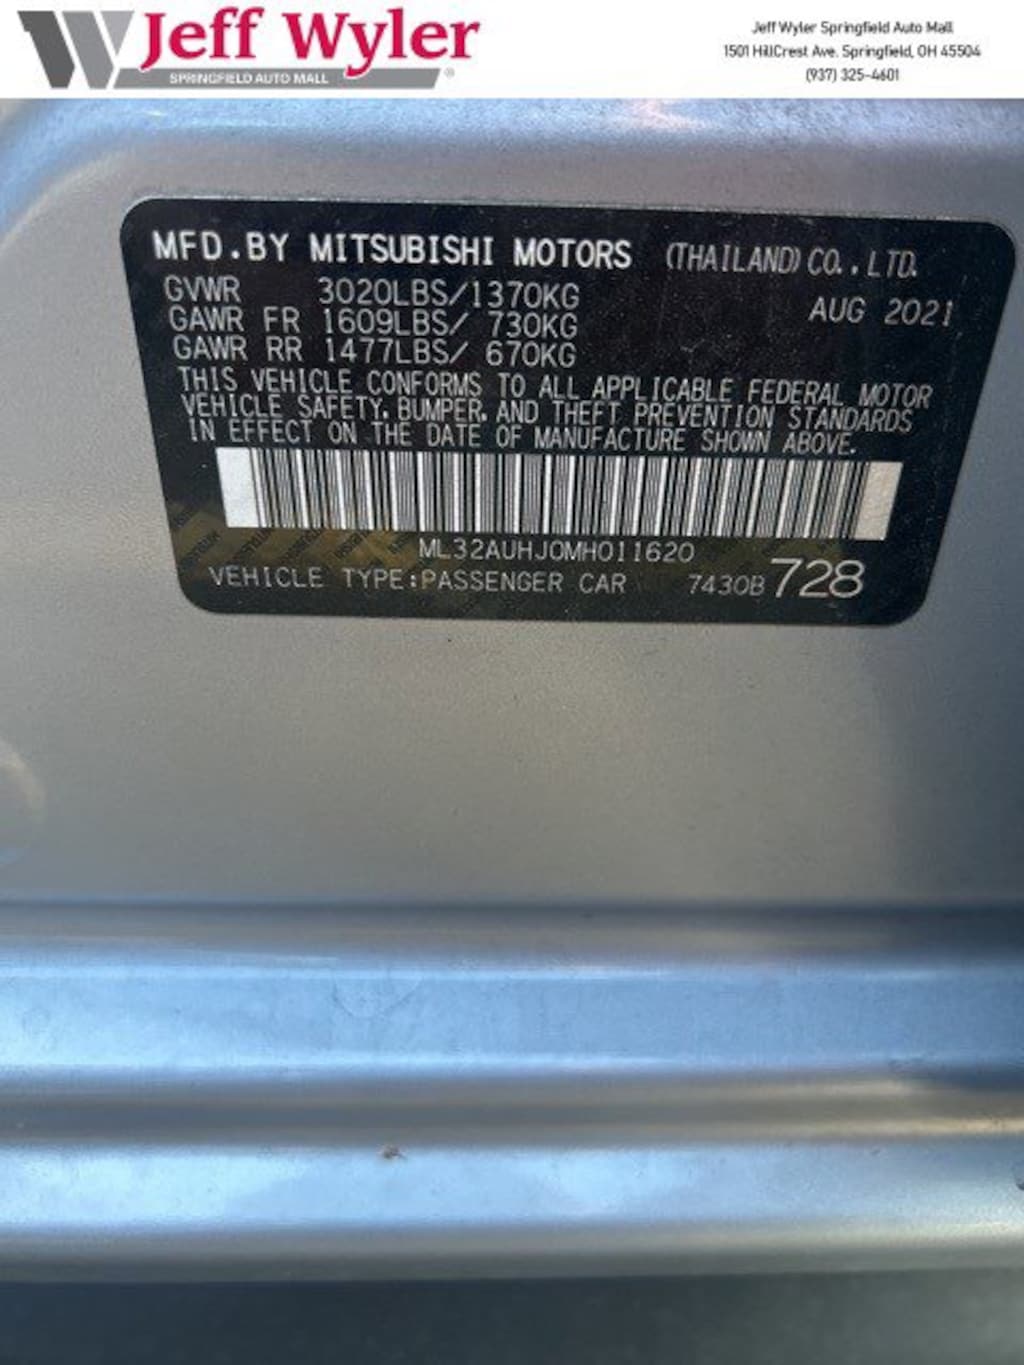 Jeff Wyler
SPRINGFIELD AUTO MALL
Jeff Wyler Springfield Auto Mall
1501 HillCrest Ave. Springfield, OH 45504
(937) 325-4601
MFD.BY MITSUBISHI MOTORS (THAILAND) CO., LTD.
GVWR 3020LBS/1370KG AUG 2021
GAWR FR 1609LBS/ 730KG
GAWR RR 1477LBS/ 670KG
THIS VEHICLE CONFORMS TO ALL APPLICABLE FEDERAL MOTOR
VEHICLE SAFETY, BUMPER, AND THEFT PREVENTION STANDARDS
IN EFFECT ON THE DATE OF MANUFACTURE SHOWN ABOVE.
ML32AUHJ0MH011620
VEHICLE TYPE:PASSENGER CAR 7430B 728